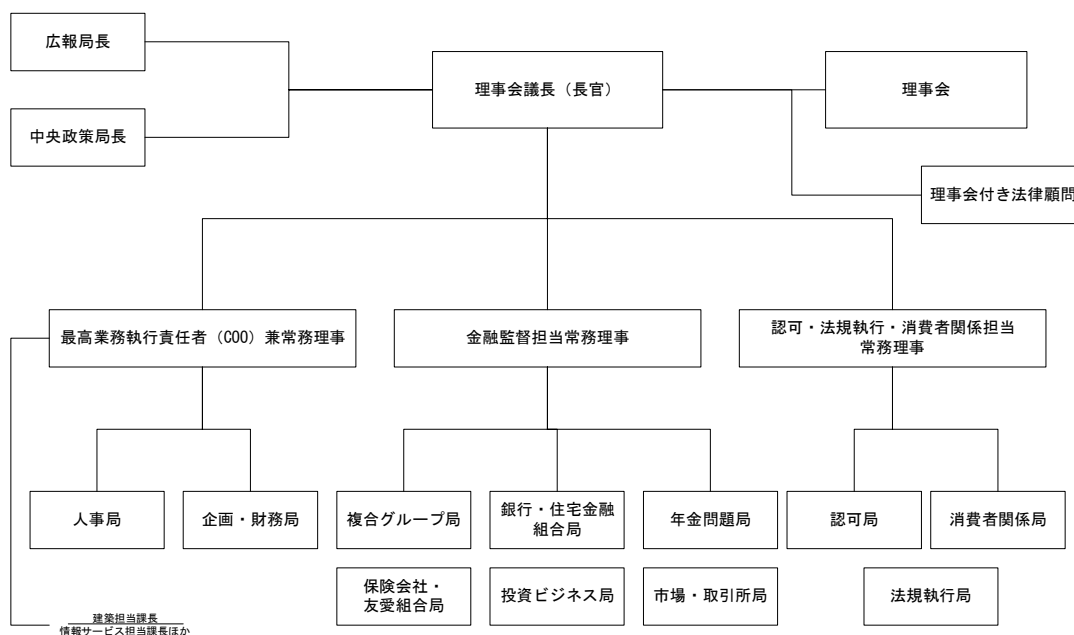 広報局長
理事会議長（長官）
理事会
中央政策局長
理事会付き法律顧問
最高業務執行責任者（COO）兼常務理事
金融監督担当常務理事
認可・法規執行・消費者関係担当
常務理事
人事局
企画・財務局
複合グループ局
銀行・住宅金融
組合局
年金問題局
認可局
消費者関係局
保険会社・
友愛組合局
投資ビジネス局
市場・取引所局
法規執行局
建築担当課長
情報サービス担当課長ほか